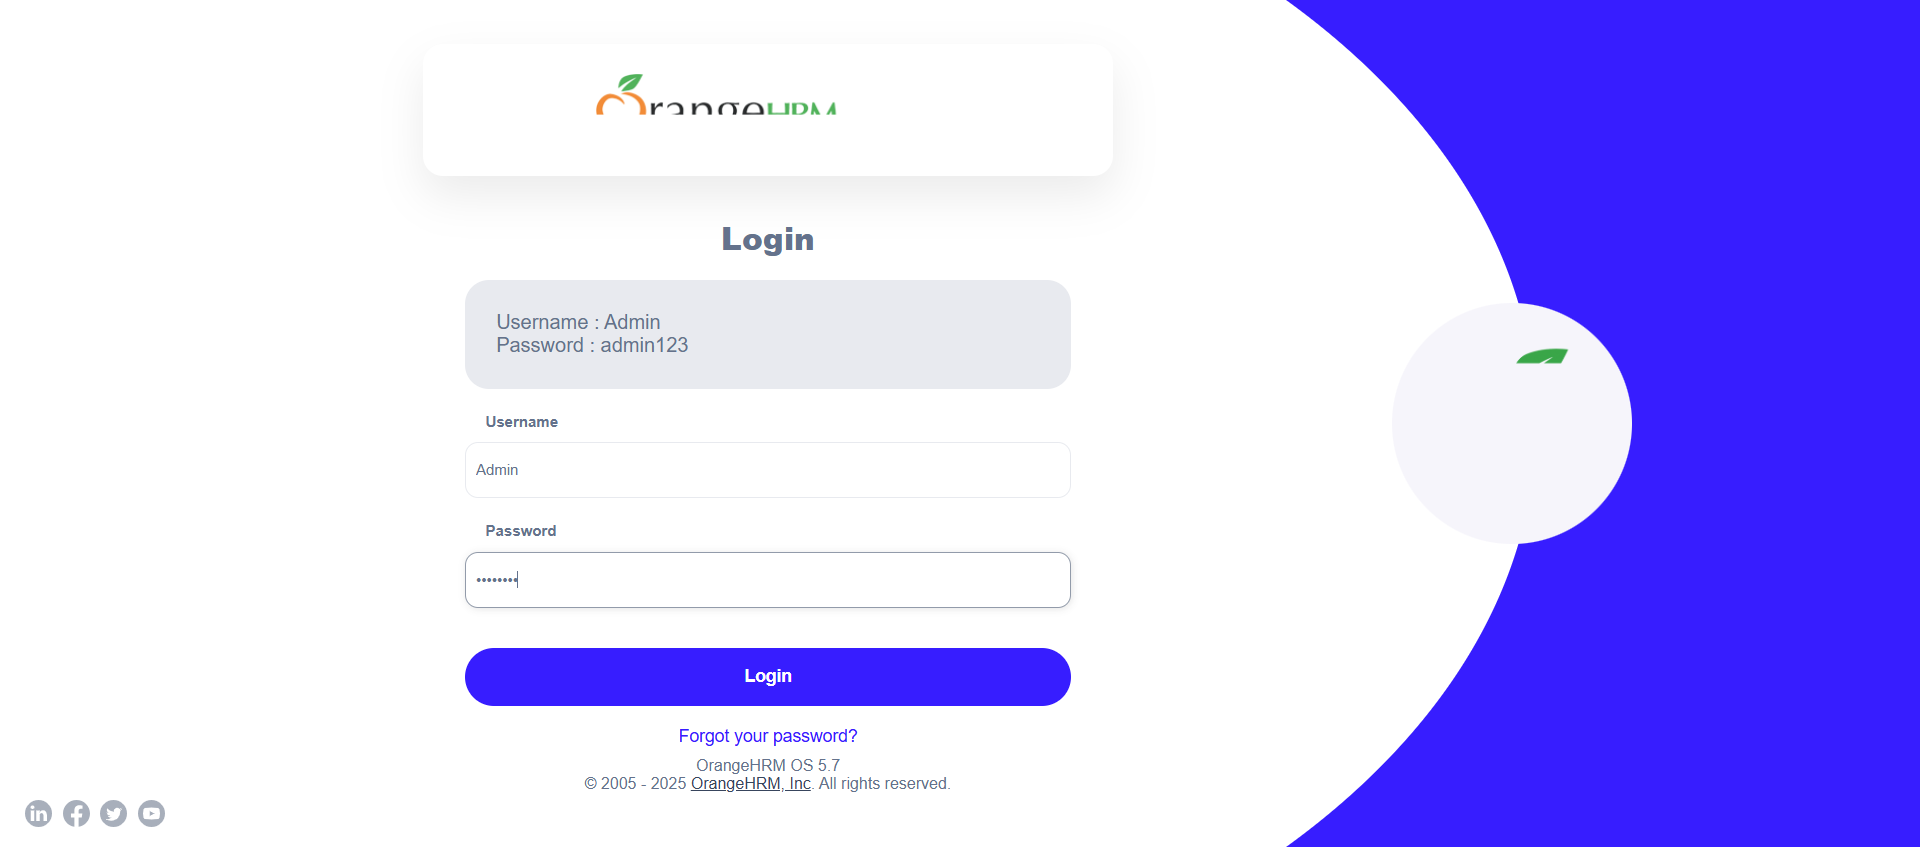 OrangeHRM
Login
Username : Admin
Password : admin123
Username
Admin
Password
••••••••
Login
Forgot your password?
OrangeHRM OS 5.7
© 2005 - 2025 OrangeHRM, Inc. All rights reserved.